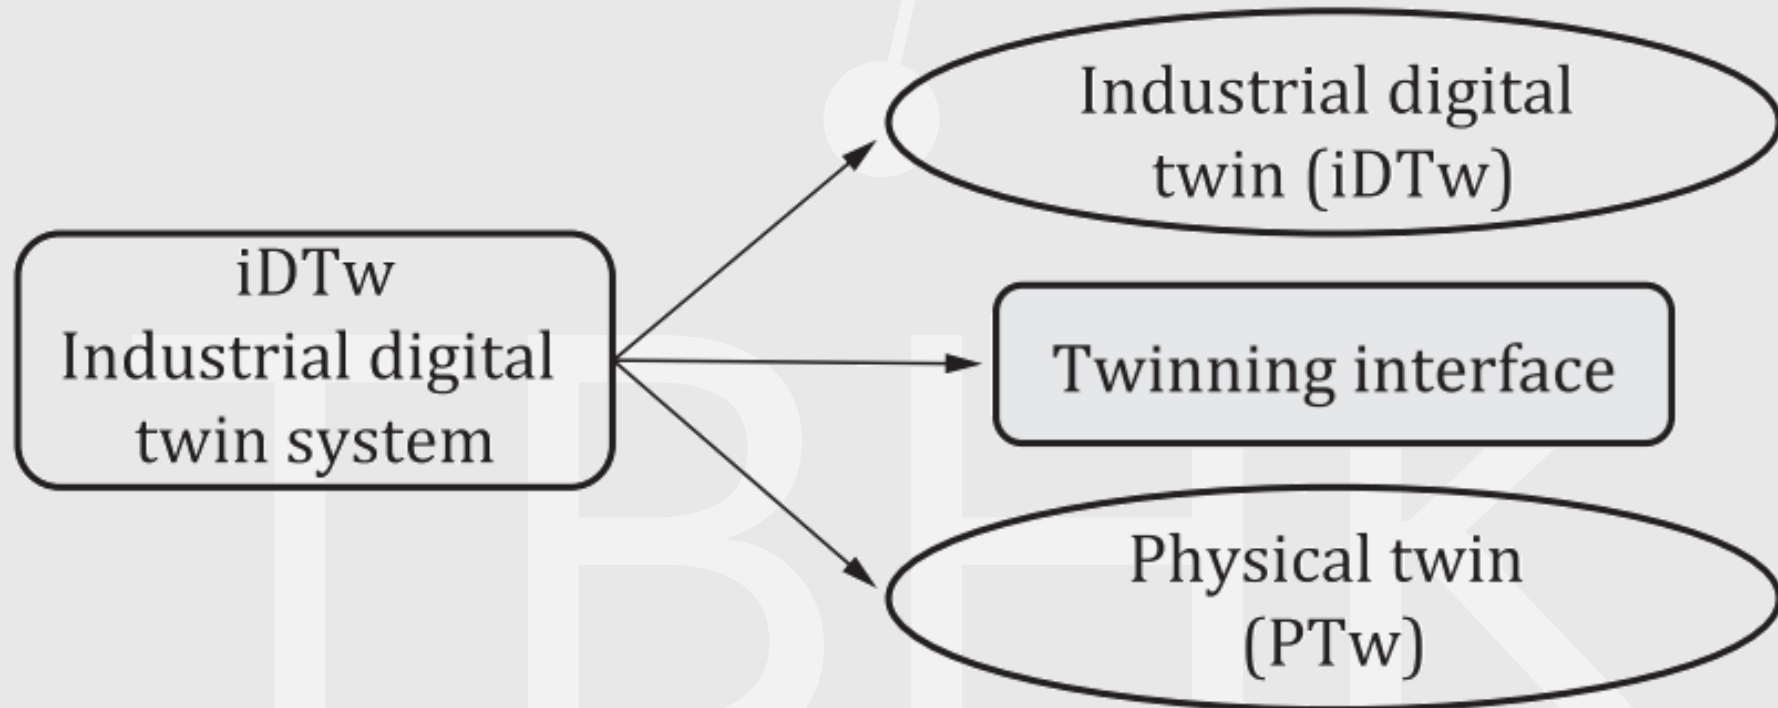 iDTw
Industrial digital
twin system
Industrial digital
twin (iDTw)
Twinning interface
Physical twin
(PTw)